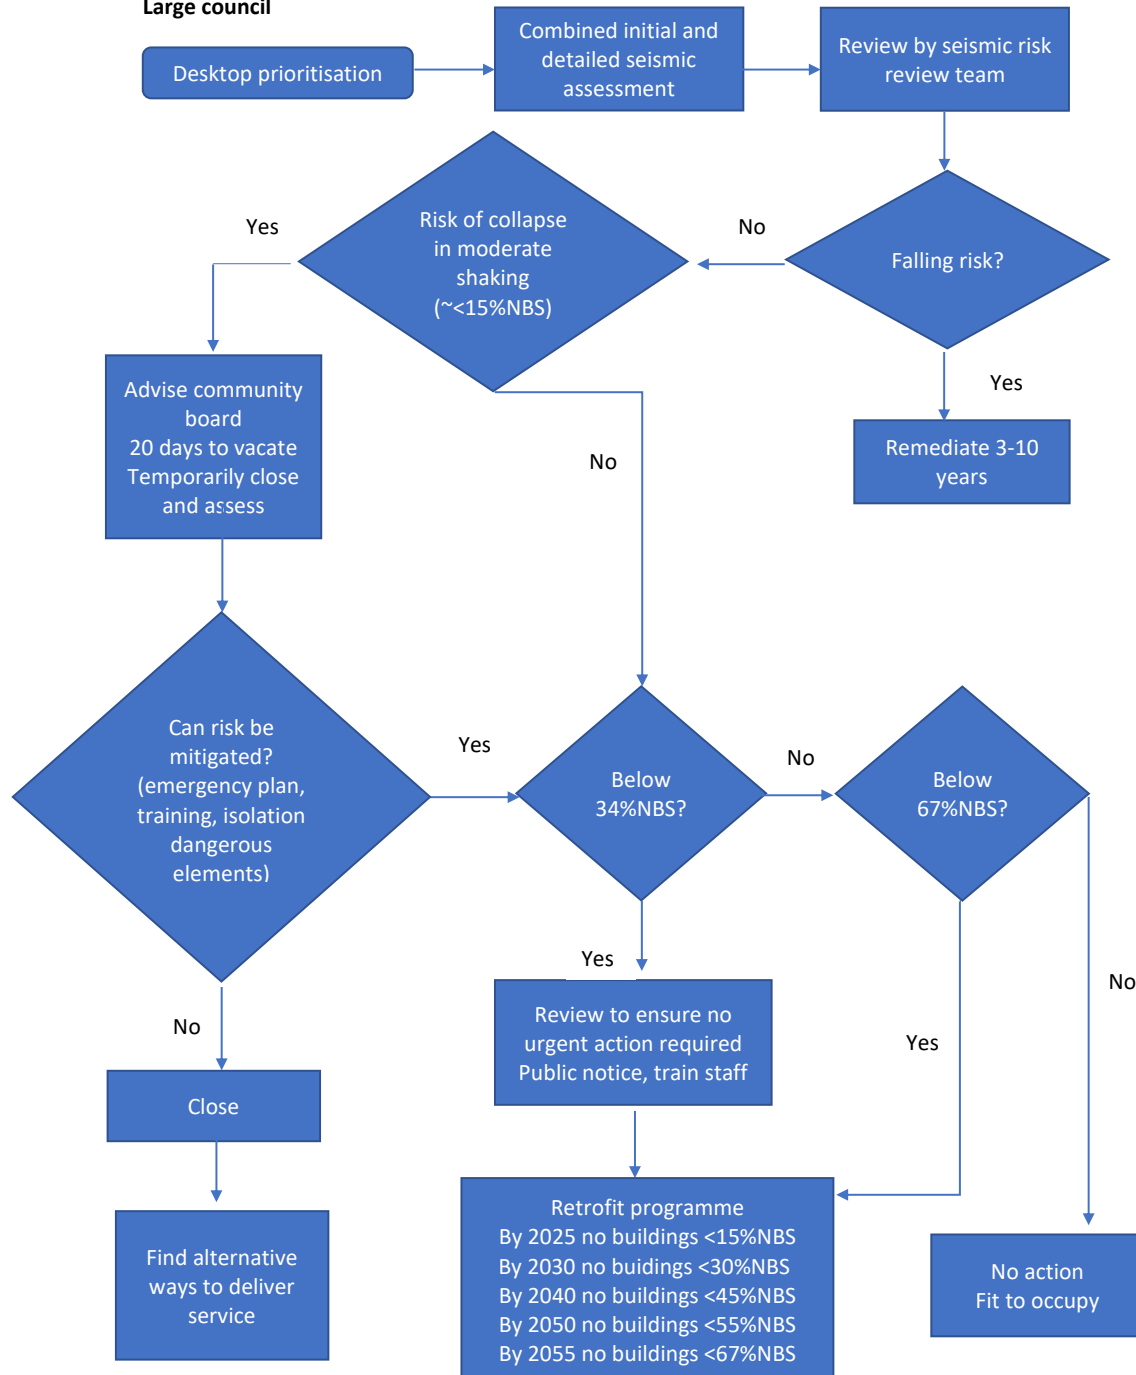 Large council
Desktop prioritisation
Combined initial and
detailed seismic
assessment
Review by seismic risk
review team
Falling risk?
No
Yes
Remediate 3-10
years
Risk of collapse
in moderate
shaking
(~<15%NBS)
Yes
No
Advise community
board
20 days to vacate
Temporarily close
and assess
Can risk be
mitigated?
(emergency plan,
training, isolation
dangerous
elements)
Yes
No
Close
Find alternative
ways to deliver
service
Below
34%NBS?
No
Yes
Review to ensure no
urgent action required
Public notice, train staff
Below
67%NBS?
Yes
No
Retrofit programme
By 2025 no buildings <15%NBS
By 2030 no buidings <30%NBS
By 2040 no buildings <45%NBS
By 2050 no buildings <55%NBS
By 2055 no buildings <67%NBS
No action
Fit to occupy